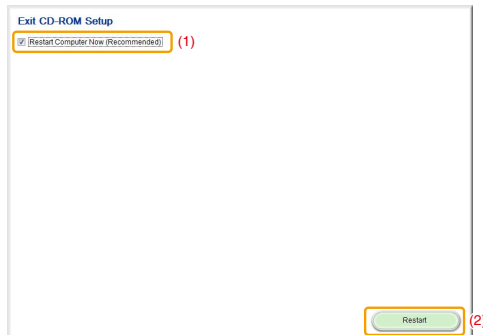 Exit CD-ROM Setup
Restart Computer Now (Recommended) (1)
Restart (2)